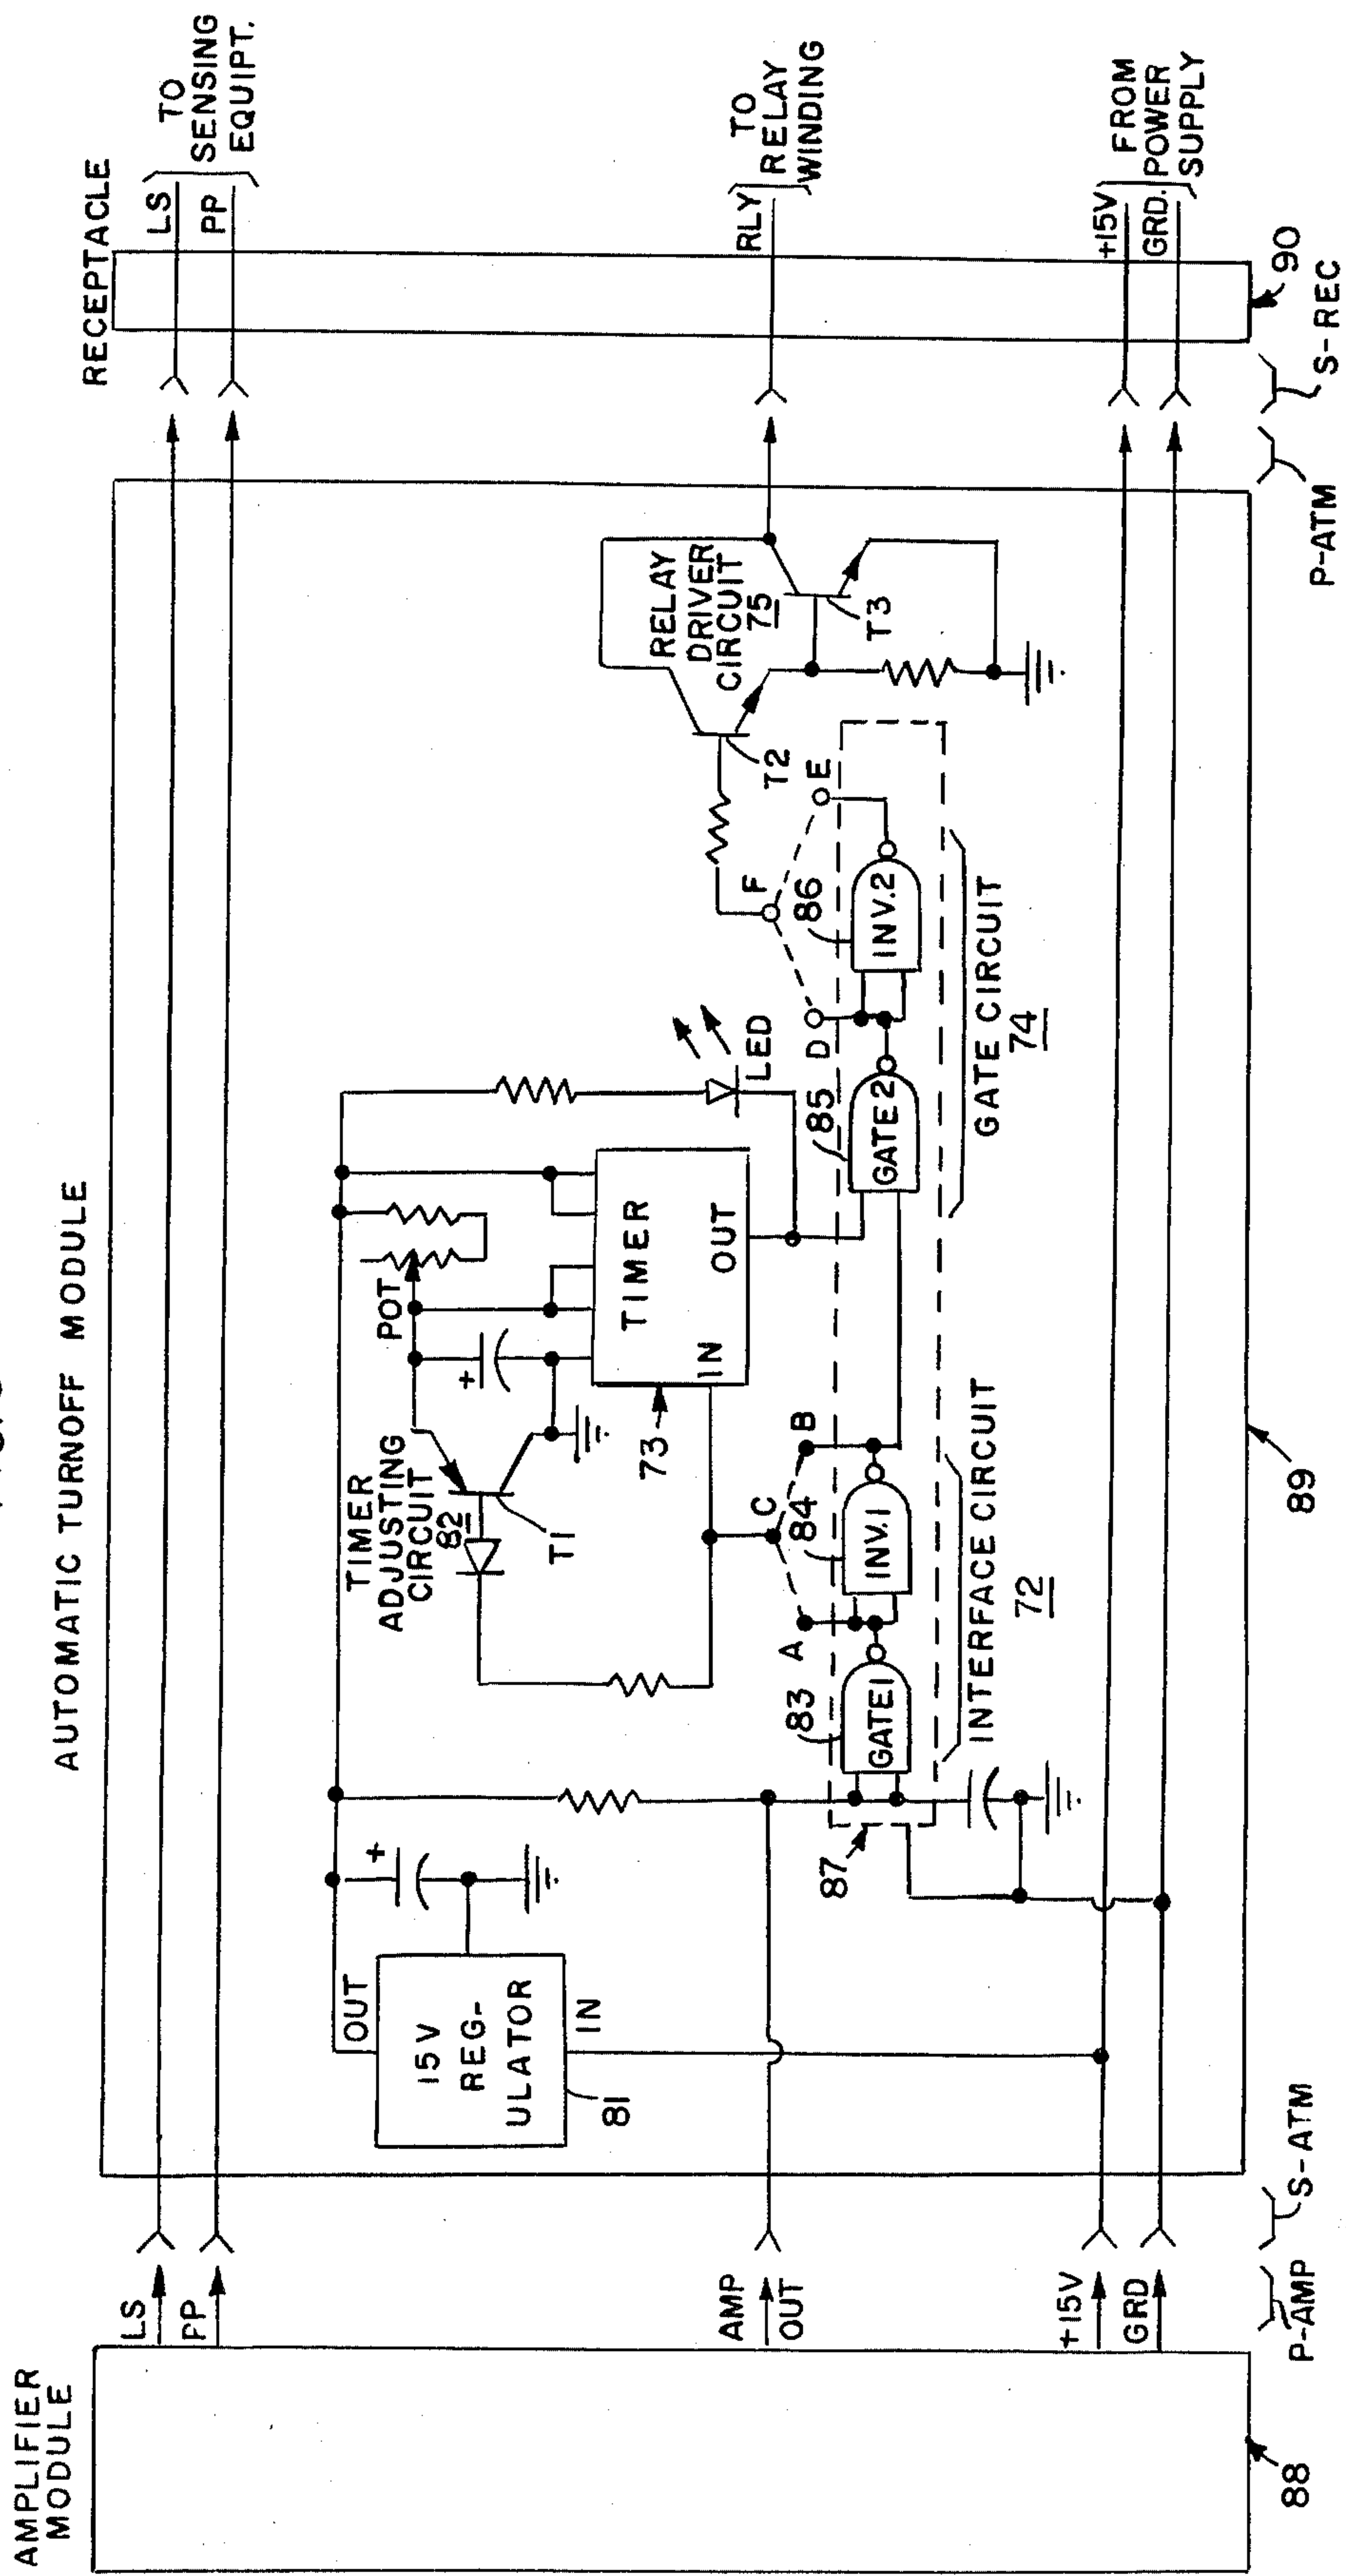 AMPLIFIER
MODULE
LS
PP
AMP
OUT
+15V
GRD
88
P-AMP
S-ATM
AUTOMATIC TURNOFF MODULE
OUT
15V
REG-
ULATOR
IN
81
+
TIMER
ADJUSTING
CIRCUIT
82
T1
+
POT
73
TIMER
IN
OUT
LED
87
83
GATE1
A
C
B
84
INV.1
INTERFACE CIRCUIT
72
85
GATE2
D
F
E
86
INV.2
GATE CIRCUIT
74
T2
RELAY
DRIVER
CIRCUIT
75
T3
89
P-ATM
S-REC
RECEPTACLE
90
LS
PP
TO
SENSING
EQUIPT.
RLY
TO
RELAY
WINDING
+15V
GRD.
FROM
POWER
SUPPLY